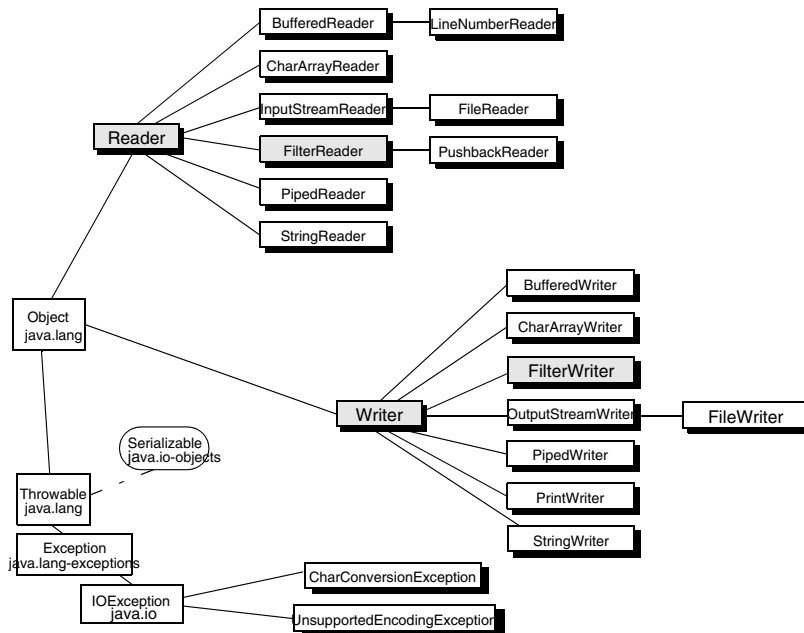 BufferedReader
LineNumberReader
CharArrayReader
InputStreamReader
FileReader
Reader
FilterReader
PushbackReader
PipedReader
StringReader
BufferedWriter
Object
java.lang
CharArrayWriter
FilterWriter
Writer
OutputStreamWriter
FileWriter
Serializable
java.io-objects
PipedWriter
Throwable
java.lang
PrintWriter
StringWriter
Exception
java.lang-exceptions
CharConversionException
IOException
java.io
UnsupportedEncodingException